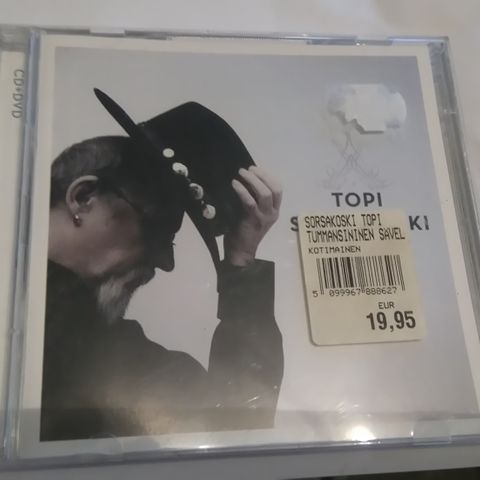 CD+DVD
TOPI
S KI
SORSAKOSKI TOPI
TUMMANSININEN SÄVEL
KOTIMAINEN
5 099967 888627
EUR
19,95